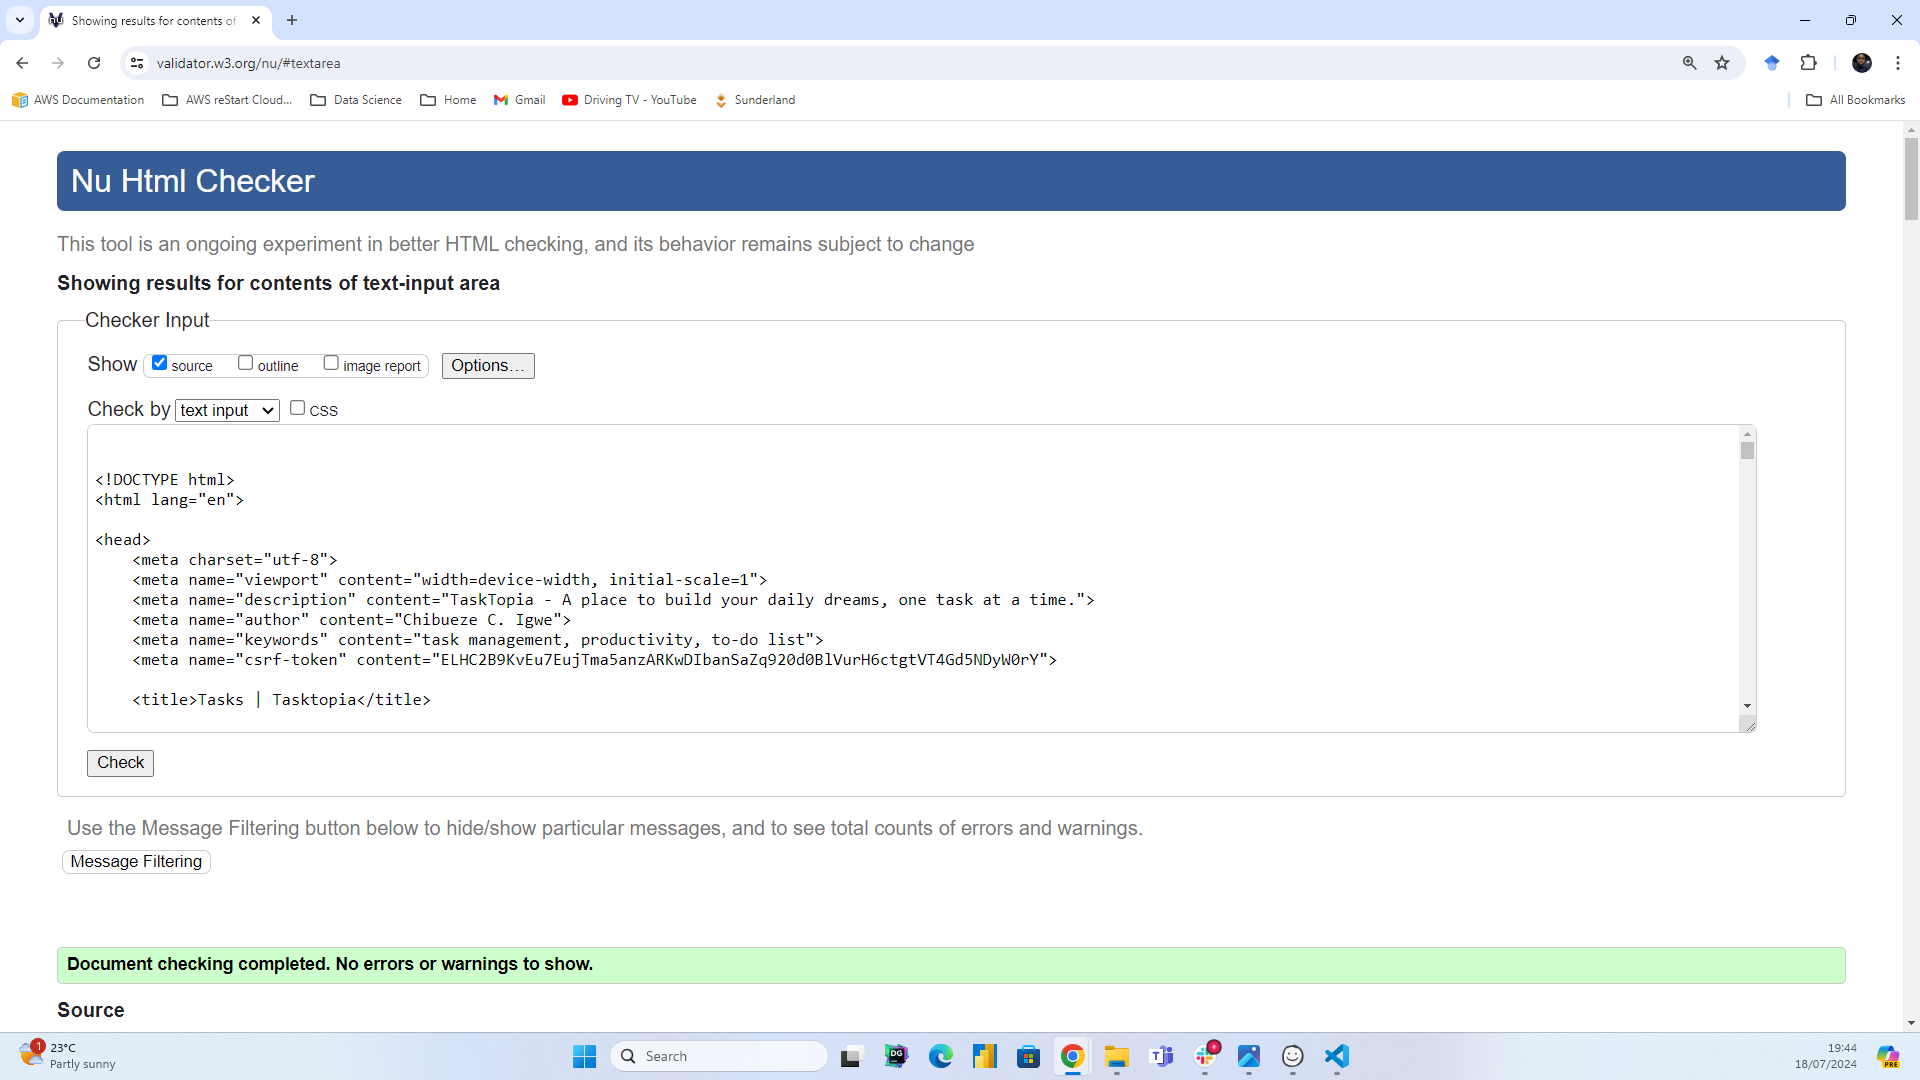 Showing results for contents of
validator.w3.org/nu/#textarea
AWS Documentation AWS reStart Cloud... Data Science Home Gmail Driving TV - YouTube Sunderland All Bookmarks
Nu Html Checker
This tool is an ongoing experiment in better HTML checking, and its behavior remains subject to change
Showing results for contents of text-input area
Checker Input
Show source outline image report Options...
Check by text input CSS
<!DOCTYPE html>
<html lang="en">
<head>
<meta charset="utf-8">
<meta name="viewport" content="width=device-width, initial-scale=1">
<meta name="description" content="TaskTopia - A place to build your daily dreams, one task at a time.">
<meta name="author" content="Chibueze C. Igwe">
<meta name="keywords" content="task management, productivity, to-do list">
<meta name="csrf-token" content="ELHC2B9KvEu7EujTma5anzARKwDIbanSaZq920d0BlVurH6ctgtVT4Gd5NDyW0rY">
<title>Tasks | Tasktopia</title>
Check
Use the Message Filtering button below to hide/show particular messages, and to see total counts of errors and warnings.
Message Filtering
Document checking completed. No errors or warnings to show.
Source
1
23°C
Partly sunny
Search
DG
PRE
19:44
18/07/2024